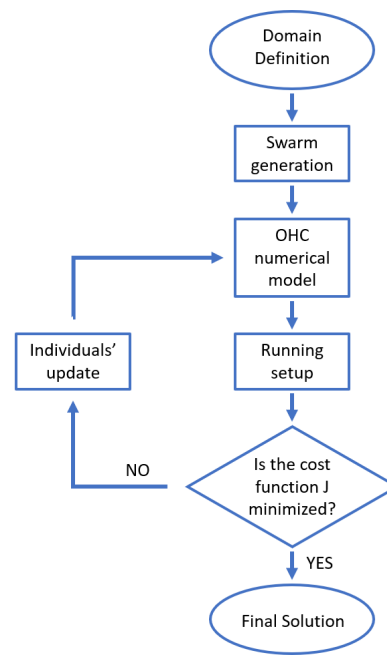 Domain
Definition
Swarm
generation
OHC
numerical
model
Individuals’
update
Running
setup
Is the cost
function J
minimized?
NO
YES
Final Solution